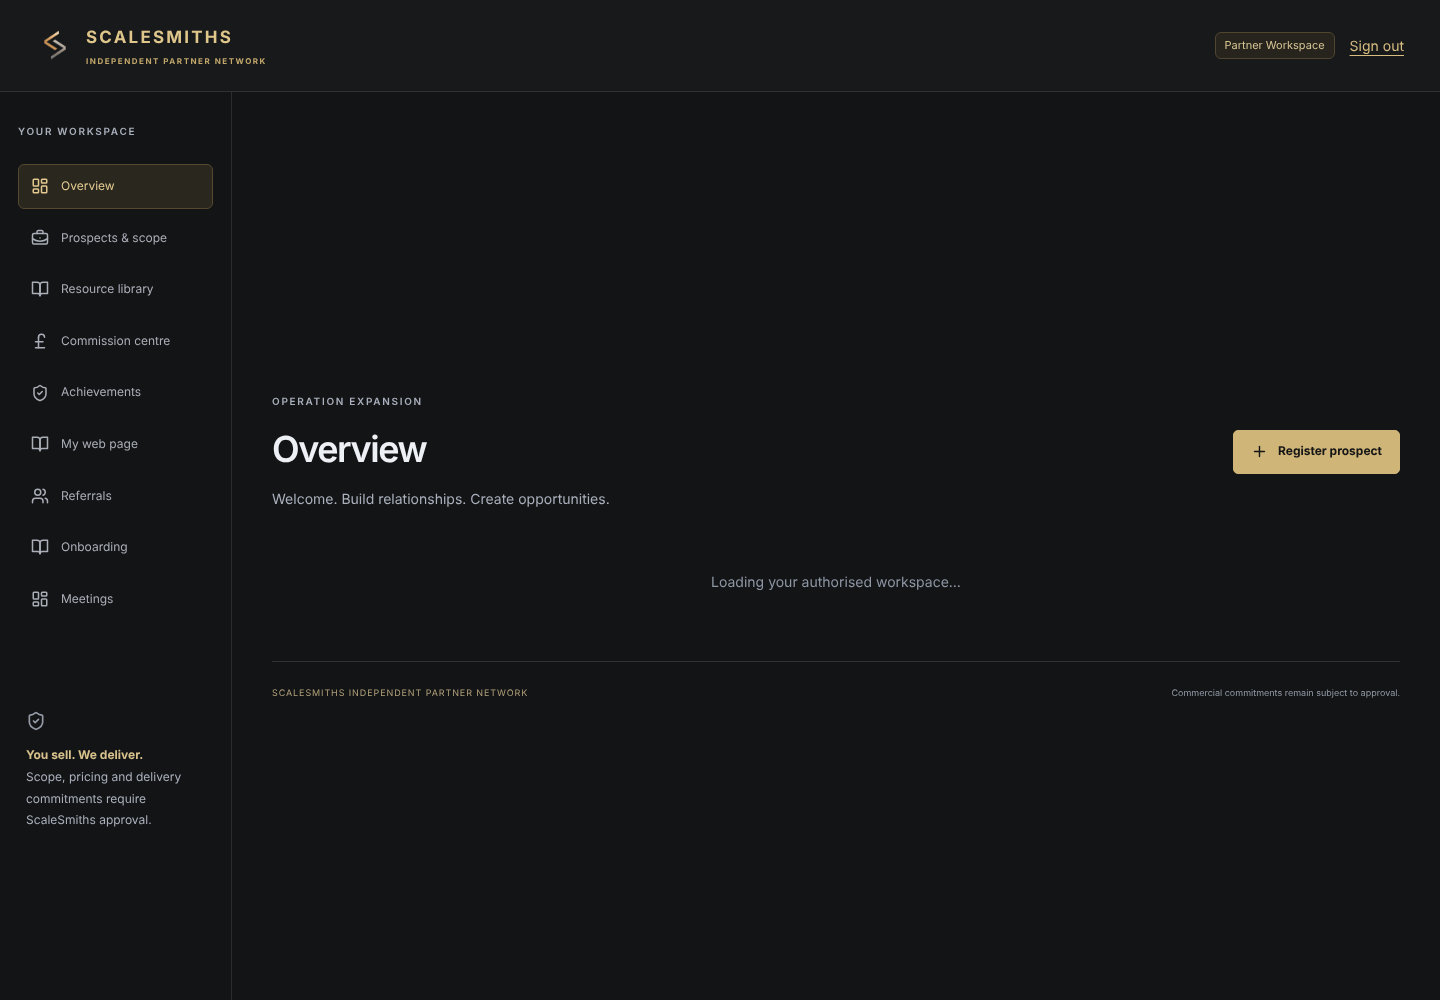 SCALESMITHS
INDEPENDENT PARTNER NETWORK
Partner Workspace
Sign out
YOUR WORKSPACE
Overview
Prospects & scope
Resource library
Commission centre
Achievements
My web page
Referrals
Onboarding
Meetings
You sell. We deliver.
Scope, pricing and delivery
commitments require
ScaleSmiths approval.
OPERATION EXPANSION
Overview
Welcome. Build relationships. Create opportunities.
Register prospect
Loading your authorised workspace...
SCALESMITHS INDEPENDENT PARTNER NETWORK
Commercial commitments remain subject to approval.